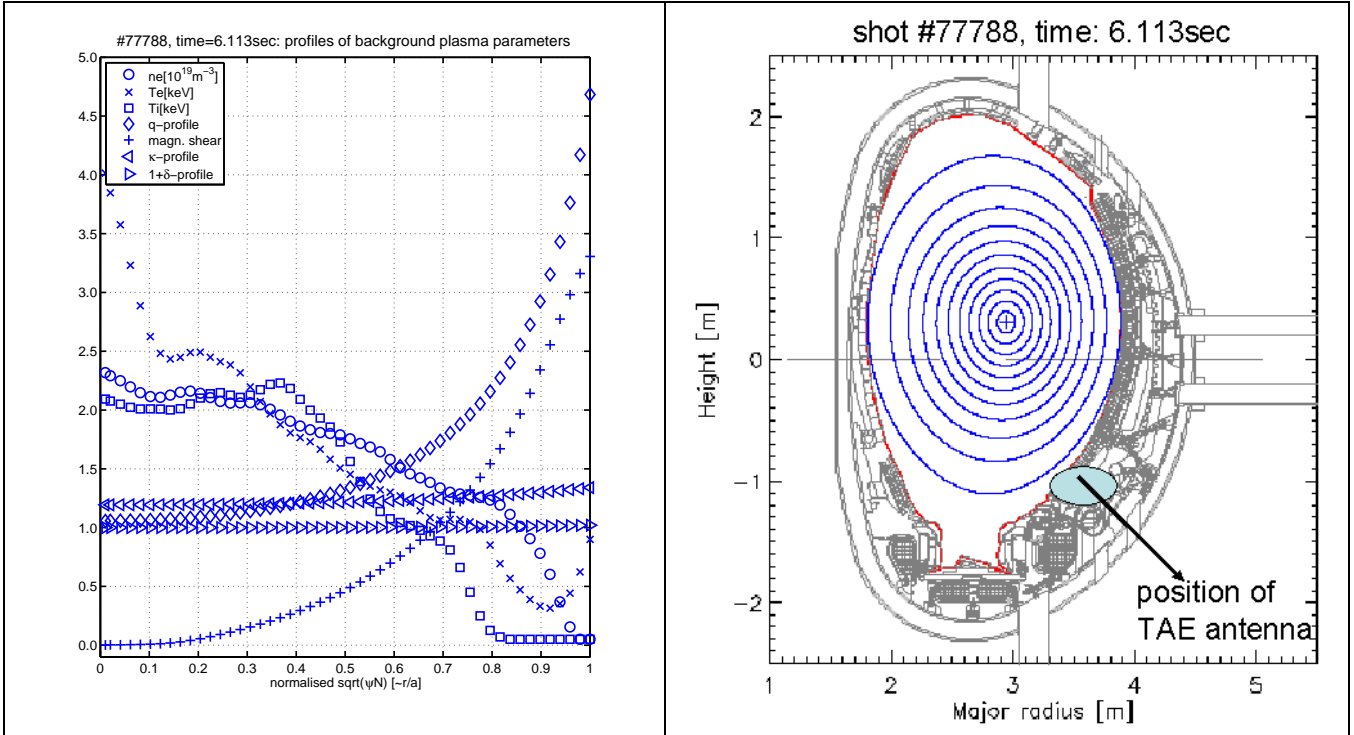 #77788, time=6.113sec: profiles of background plasma parameters
5.0
ne[10¹⁹m⁻³]
Te[keV]
Ti[keV]
q−profile
magn. shear
κ−profile
1+δ−profile
4.5
4.0
3.5
3.0
2.5
2.0
1.5
1.0
0.5
0.0
0 0.1 0.2 0.3 0.4 0.5 0.6 0.7 0.8 0.9 1
normalised sqrt(ψN) [~r/a]
shot #77788, time: 6.113sec
2
1
0
−1
−2
Height [m]
position of
TAE antenna
1 2 3 4 5
Major radius [m]